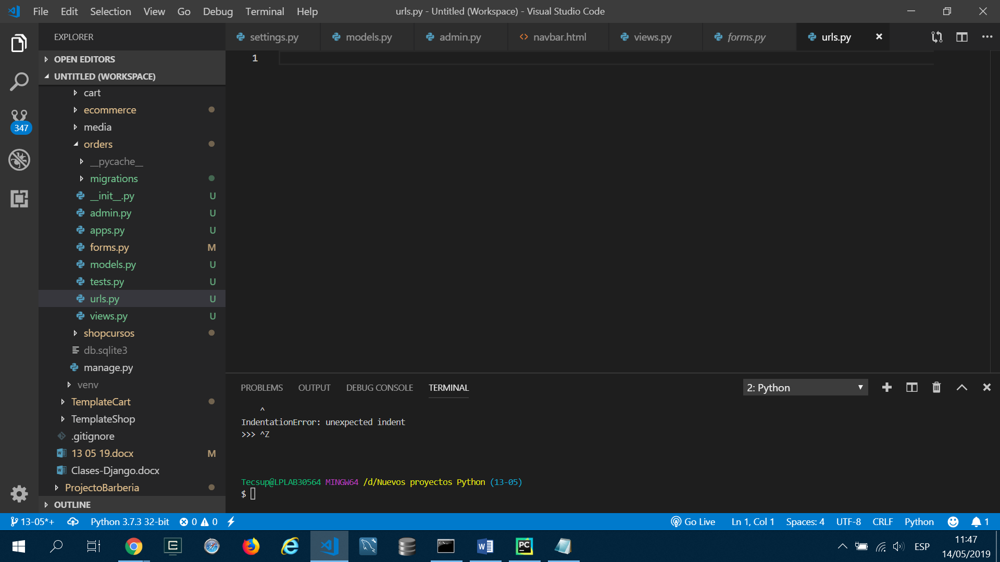 File Edit Selection View Go Debug Terminal Help
urls.py - Untitled (Workspace) - Visual Studio Code
EXPLORER
settings.py
models.py
admin.py
navbar.html
views.py
forms.py
urls.py
OPEN EDITORS
1
UNTITLED (WORKSPACE)
cart
ecommerce
media
347
orders
__pycache__
migrations
__init__.py U
admin.py U
apps.py U
forms.py M
models.py U
tests.py U
urls.py U
views.py U
shopcursos
db.sqlite3
manage.py
venv
TemplateCart
TemplateShop
.gitignore
13 05 19.docx M
Clases-Django.docx
ProjectoBarberia
OUTLINE
PROBLEMS OUTPUT DEBUG CONSOLE TERMINAL
2: Python
^
IndentationError: unexpected indent
>>> ^Z
Tecsup@LPLAB30564 MINGW64 /d/Nuevos proyectos Python (13-05)
$
13-05*+ Python 3.7.3 32-bit 0 0 Go Live Ln 1, Col 1 Spaces: 4 UTF-8 CRLF Python 1
ESP
11:47
14/05/2019